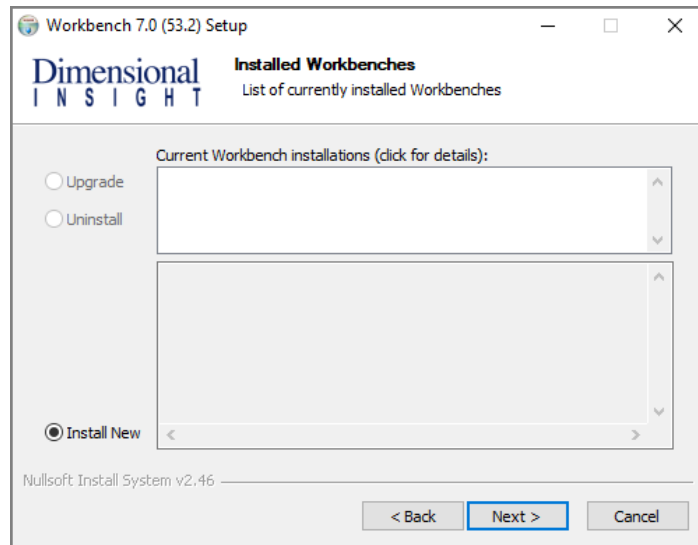 Workbench 7.0 (53.2) Setup
Dimensional
INSIGHT
Installed Workbenches
List of currently installed Workbenches
Current Workbench installations (click for details):
Upgrade
Uninstall
Install New
Nullsoft Install System v2.46
< Back
Next >
Cancel